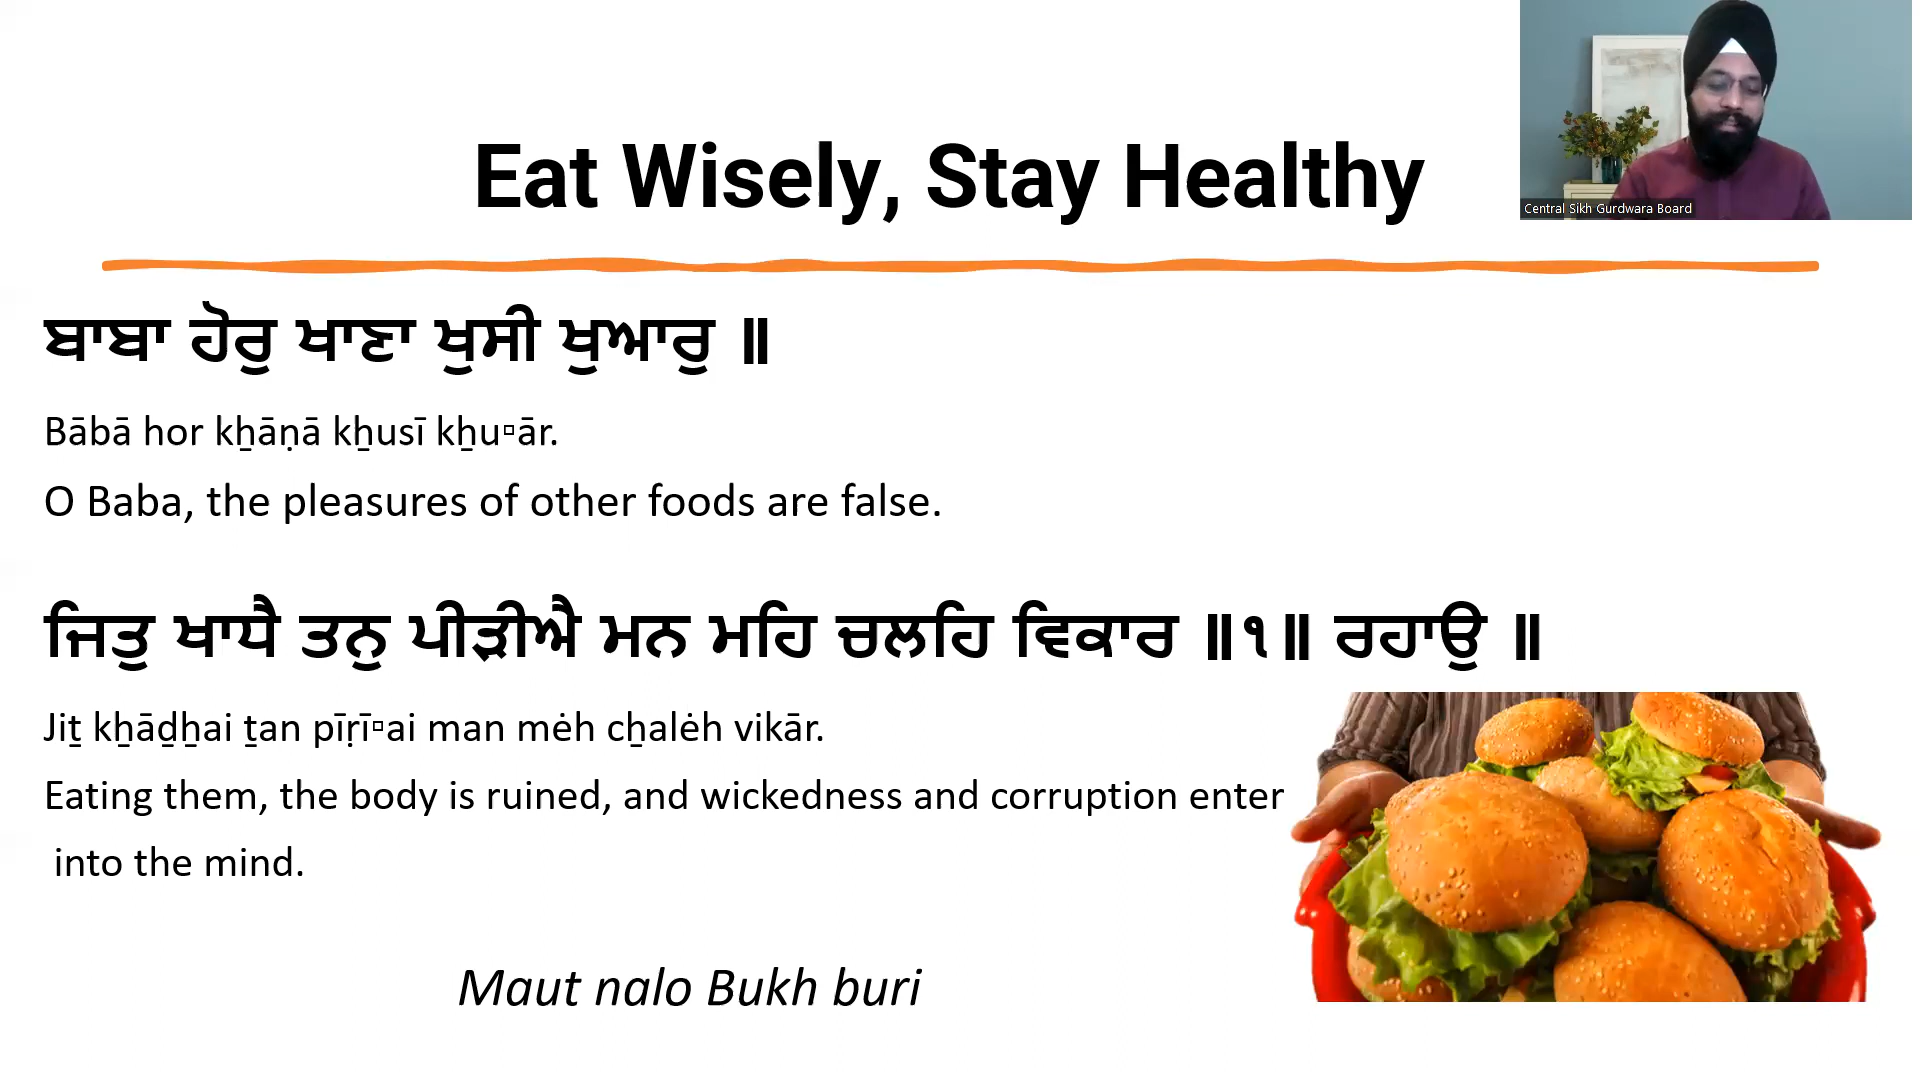 Eat Wisely, Stay Healthy
Central Sikh Gurdwara Board
ਬਾਬਾ ਹੋਰੁ ਖਾਣਾ ਖੁਸੀ ਖੁਆਰੁ ॥
Bābā hor kẖāṇā kẖusī kẖu▫ār.
O Baba, the pleasures of other foods are false.
ਜਿਤੁ ਖਾਧੈ ਤਨੁ ਪੀੜੀਐ ਮਨ ਮਹਿ ਚਲਹਿ ਵਿਕਾਰ ॥੧॥ ਰਹਾਉ ॥
Jiṯ kẖāḏẖai ṯan pīṛī▫ai man mėh cẖalėh vikār.
Eating them, the body is ruined, and wickedness and corruption enter
into the mind.
Maut nalo Bukh buri